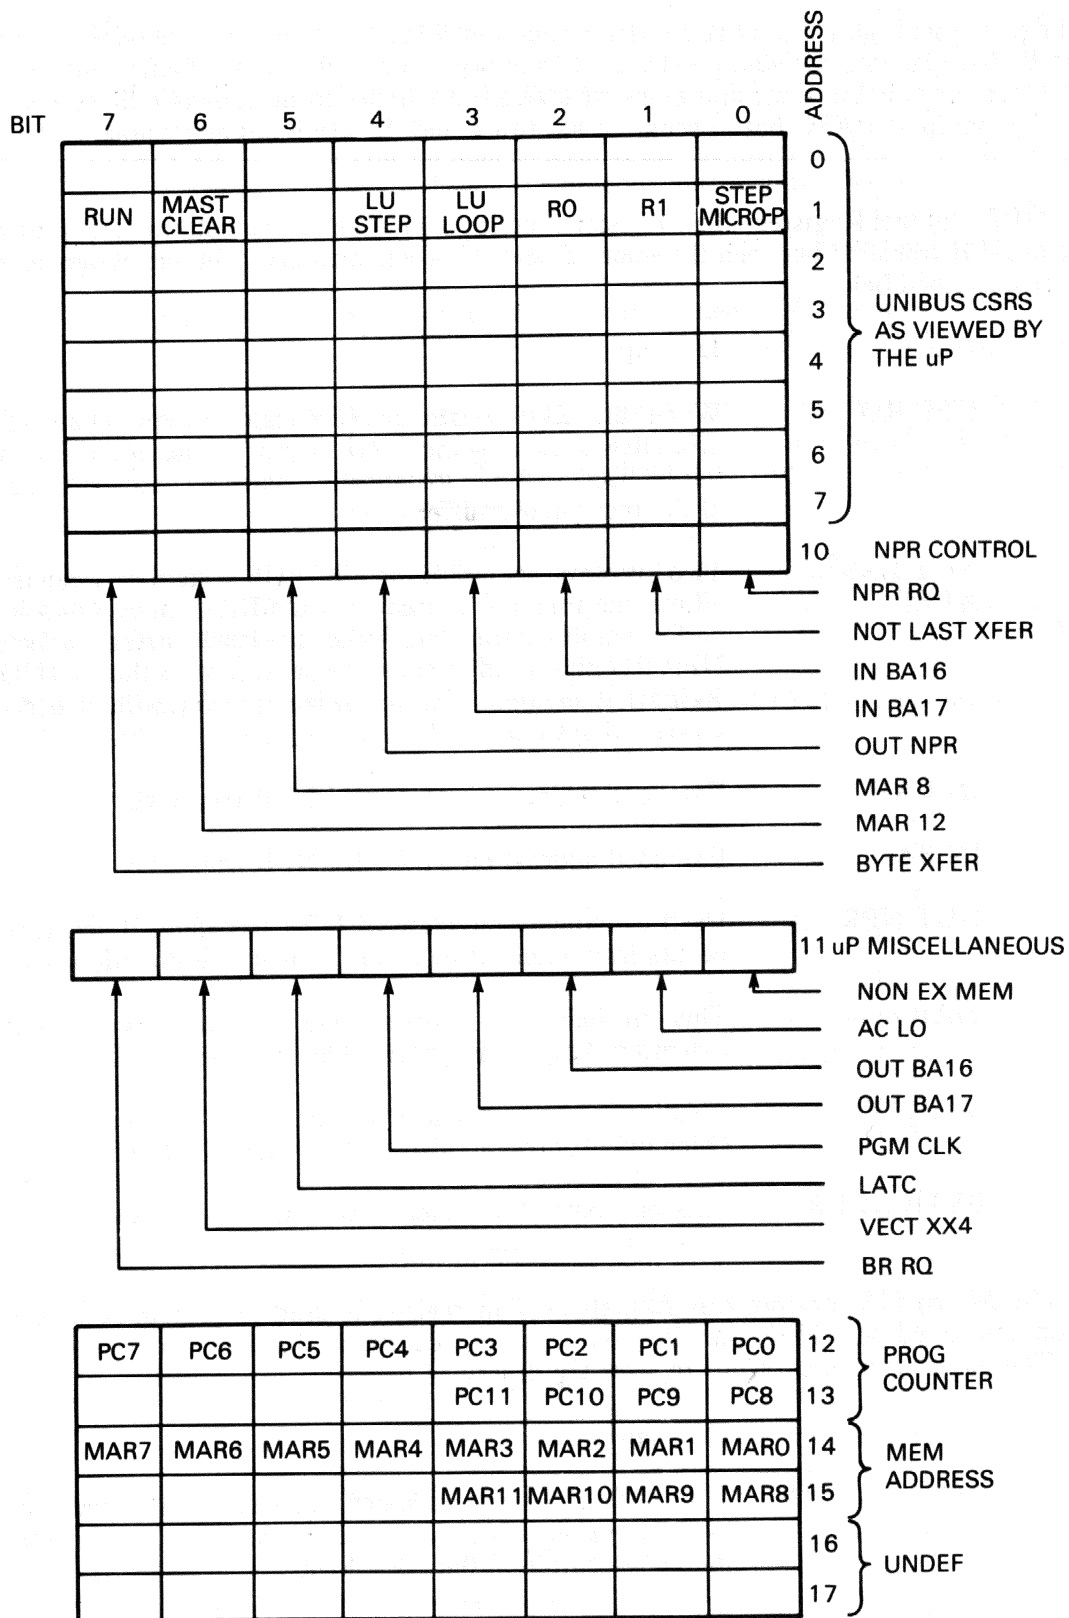 ADDRESS
BIT 7 6 5 4 3 2 1 0
0
RUN MAST CLEAR LU STEP LU LOOP R0 R1 STEP MICRO-P 1
2
3
4
5
6
7
UNIBUS CSRS
AS VIEWED BY
THE uP
10 NPR CONTROL
NPR RQ
NOT LAST XFER
IN BA16
IN BA17
OUT NPR
MAR 8
MAR 12
BYTE XFER
11 uP MISCELLANEOUS
NON EX MEM
AC LO
OUT BA16
OUT BA17
PGM CLK
LATC
VECT XX4
BR RQ
PC7 PC6 PC5 PC4 PC3 PC2 PC1 PC0 12
PC11 PC10 PC9 PC8 13
PROG
COUNTER
MAR7 MAR6 MAR5 MAR4 MAR3 MAR2 MAR1 MAR0 14
MAR11 MAR10 MAR9 MAR8 15
MEM
ADDRESS
16
17
UNDEF